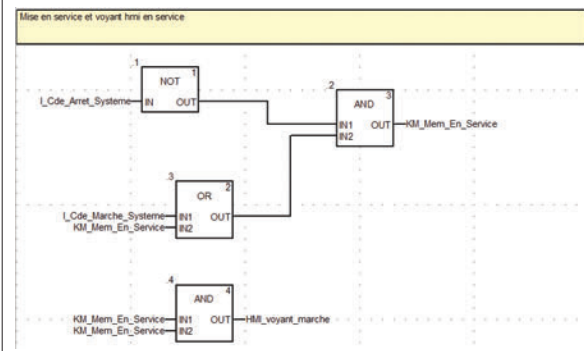 Mise en service et voyant hmi en service
.1
1
NOT
I_Cde_Arret_Systeme
IN OUT
.2
3
AND
IN1 OUT
KM_Mem_En_Service
IN2
.3
2
OR
I_Cde_Marche_Systeme
IN1 OUT
KM_Mem_En_Service
IN2
.4
4
AND
KM_Mem_En_Service
IN1 OUT
HMI_voyant_marche
KM_Mem_En_Service
IN2